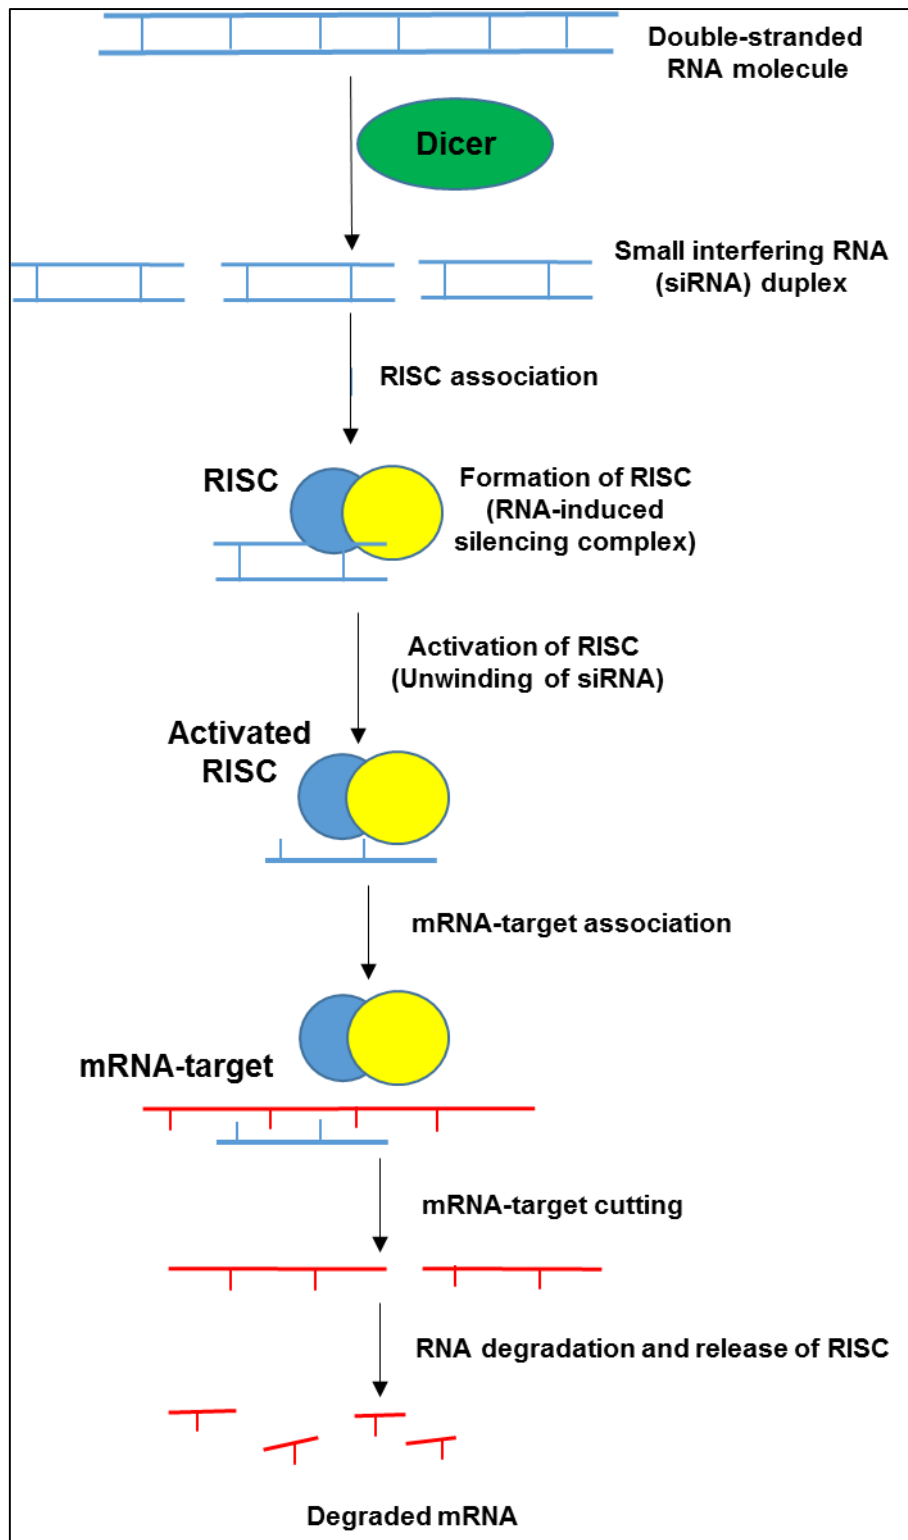 Double-stranded
RNA molecule
Dicer
Small interfering RNA
(siRNA) duplex
RISC association
RISC
Formation of RISC
(RNA-induced
silencing complex)
Activation of RISC
(Unwinding of siRNA)
Activated
RISC
mRNA-target association
mRNA-target
mRNA-target cutting
RNA degradation and release of RISC
Degraded mRNA